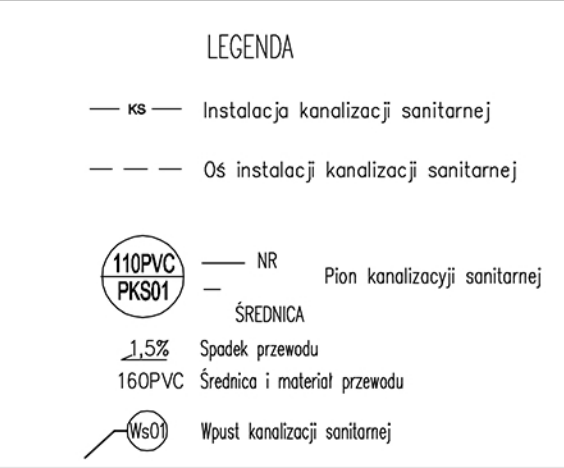 LEGENDA
KS Instalacja kanalizacji sanitarnej
Oś instalacji kanalizacji sanitarnej
110PVC NR
PKS01 Pion kanalizacyji sanitarnej
ŚREDNICA
1,5% Spadek przewodu
160PVC Średnica i materiał przewodu
Ws01 Wpust kanalizacji sanitarnej